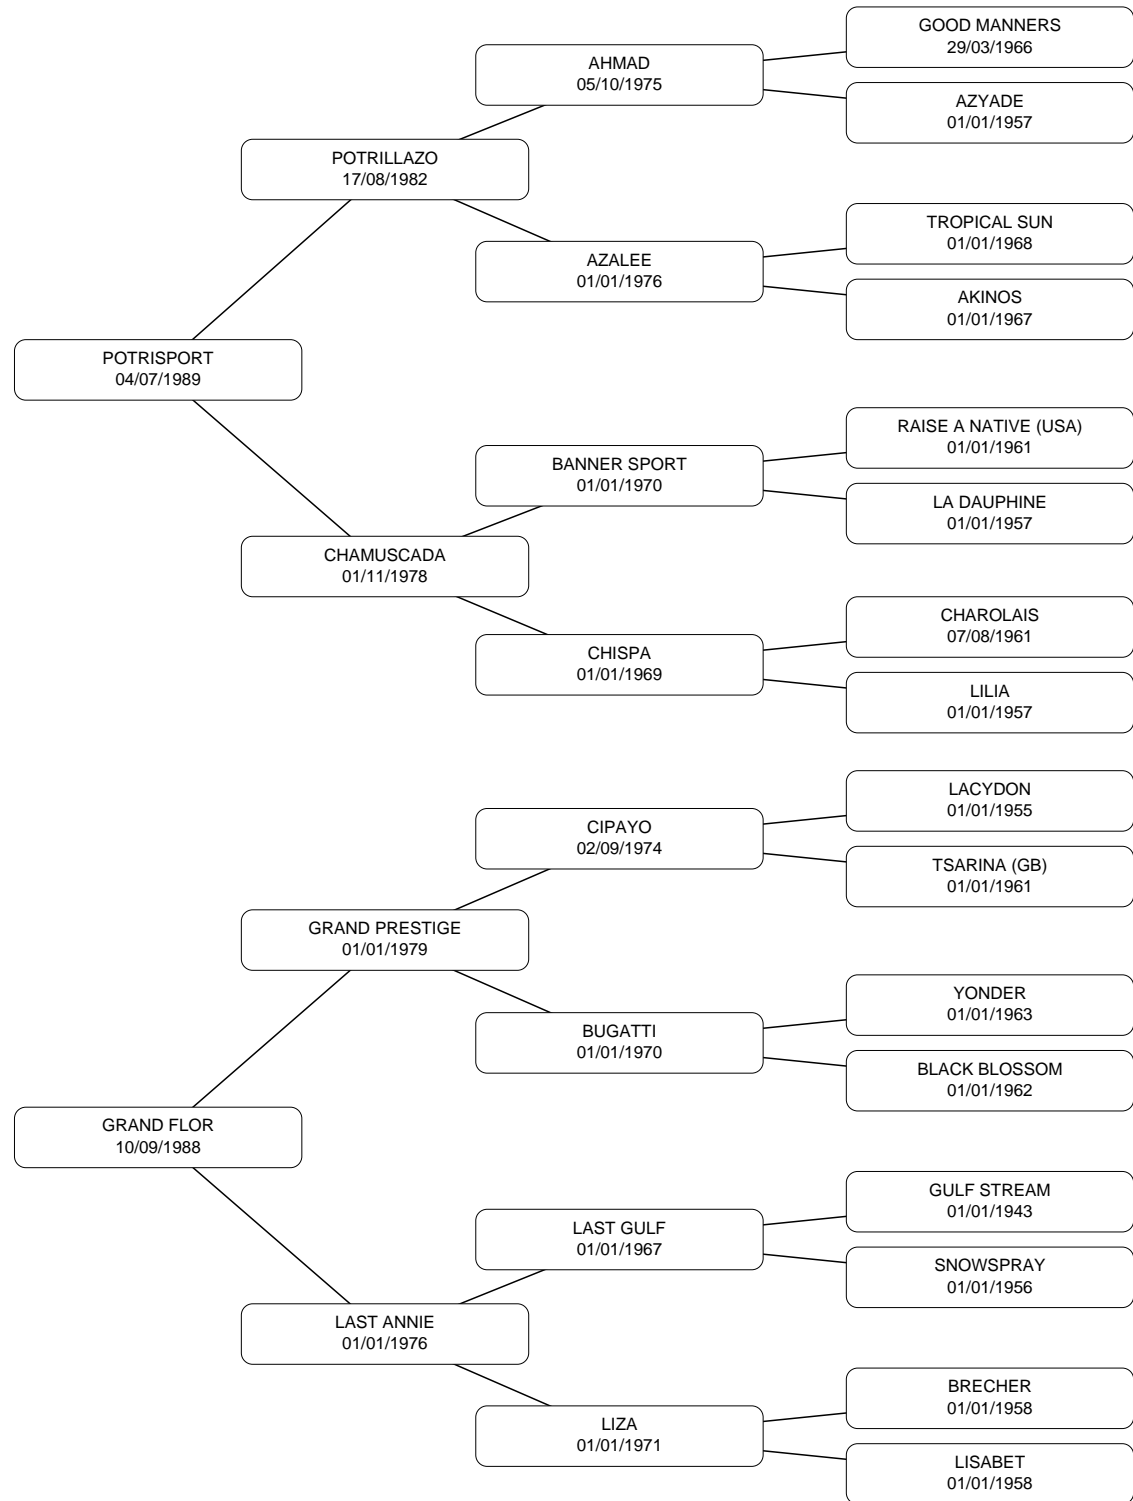 GOOD MANNERS
29/03/1966
AHMAD
05/10/1975
AZYADE
01/01/1957
POTRILLAZO
17/08/1982
TROPICAL SUN
01/01/1968
AZALEE
01/01/1976
AKINOS
01/01/1967
POTRISPORT
04/07/1989
RAISE A NATIVE (USA)
01/01/1961
BANNER SPORT
01/01/1970
LA DAUPHINE
01/01/1957
CHAMUSCADA
01/11/1978
CHAROLAIS
07/08/1961
CHISPA
01/01/1969
LILIA
01/01/1957
LACYDON
01/01/1955
CIPAYO
02/09/1974
TSARINA (GB)
01/01/1961
GRAND PRESTIGE
01/01/1979
YONDER
01/01/1963
BUGATTI
01/01/1970
BLACK BLOSSOM
01/01/1962
GRAND FLOR
10/09/1988
GULF STREAM
01/01/1943
LAST GULF
01/01/1967
SNOWSPRAY
01/01/1956
LAST ANNIE
01/01/1976
BRECHER
01/01/1958
LIZA
01/01/1971
LISABET
01/01/1958